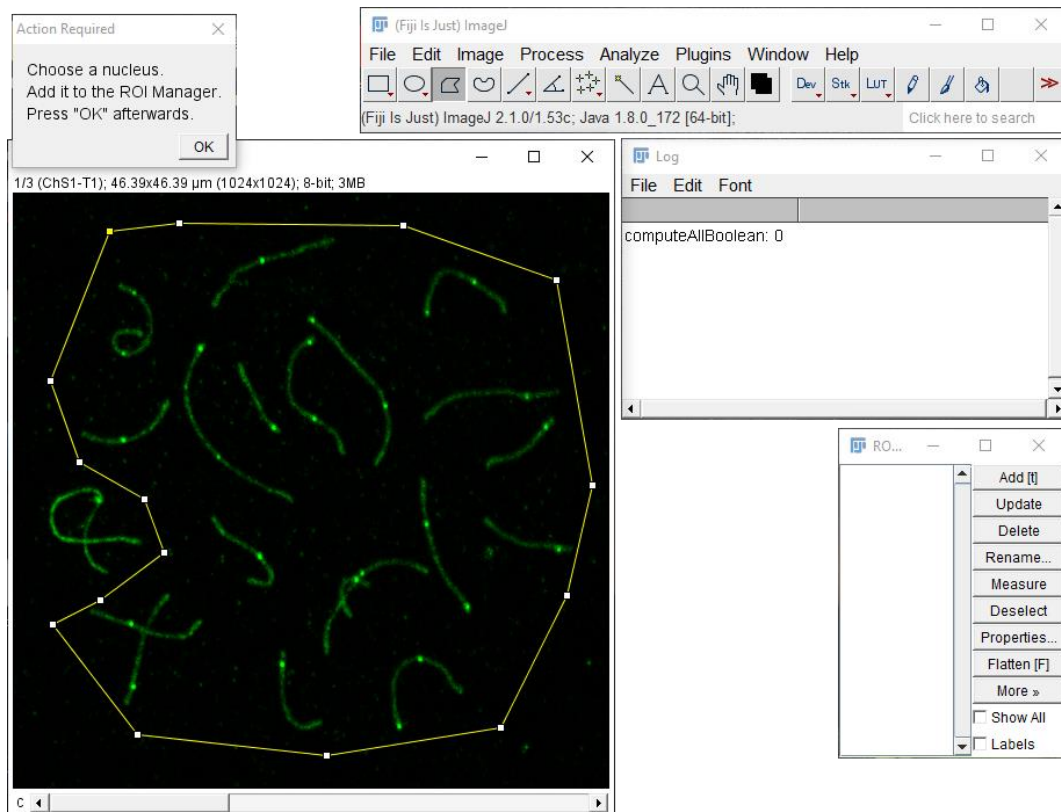 Action Required
Choose a nucleus.
Add it to the ROI Manager.
Press "OK" afterwards.
OK
(Fiji Is Just) ImageJ
File Edit Image Process Analyze Plugins Window Help
Dev Stk LUT
(Fiji Is Just) ImageJ 2.1.0/1.53c; Java 1.8.0_172 [64-bit];
Click here to search
1/3 (ChS1-T1); 46.39x46.39 µm (1024x1024); 8-bit; 3MB
C
Log
File Edit Font
computeAllBoolean: 0
RO...
Add [t]
Update
Delete
Rename...
Measure
Deselect
Properties...
Flatten [F]
More »
Show All
Labels